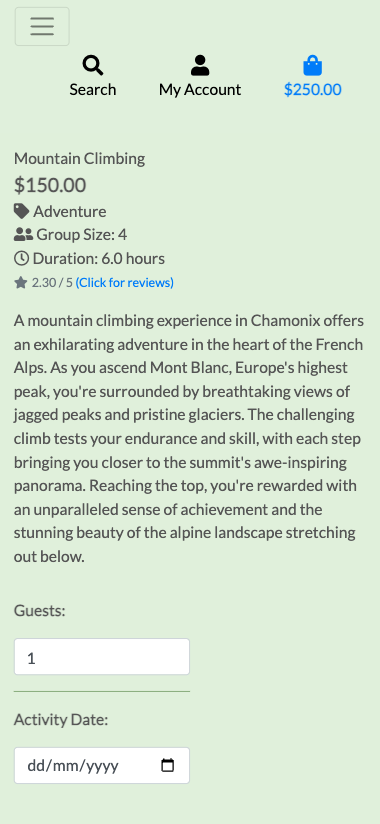 Search
My Account
$250.00
Mountain Climbing
$150.00
Adventure
Group Size: 4
Duration: 6.0 hours
2.30 / 5 (Click for reviews)
A mountain climbing experience in Chamonix offers
an exhilarating adventure in the heart of the French
Alps. As you ascend Mont Blanc, Europe's highest
peak, you're surrounded by breathtaking views of
jagged peaks and pristine glaciers. The challenging
climb tests your endurance and skill, with each step
bringing you closer to the summit's awe-inspiring
panorama. Reaching the top, you're rewarded with
an unparalleled sense of achievement and the
stunning beauty of the alpine landscape stretching
out below.
Guests:
1
Activity Date:
dd/mm/yyyy